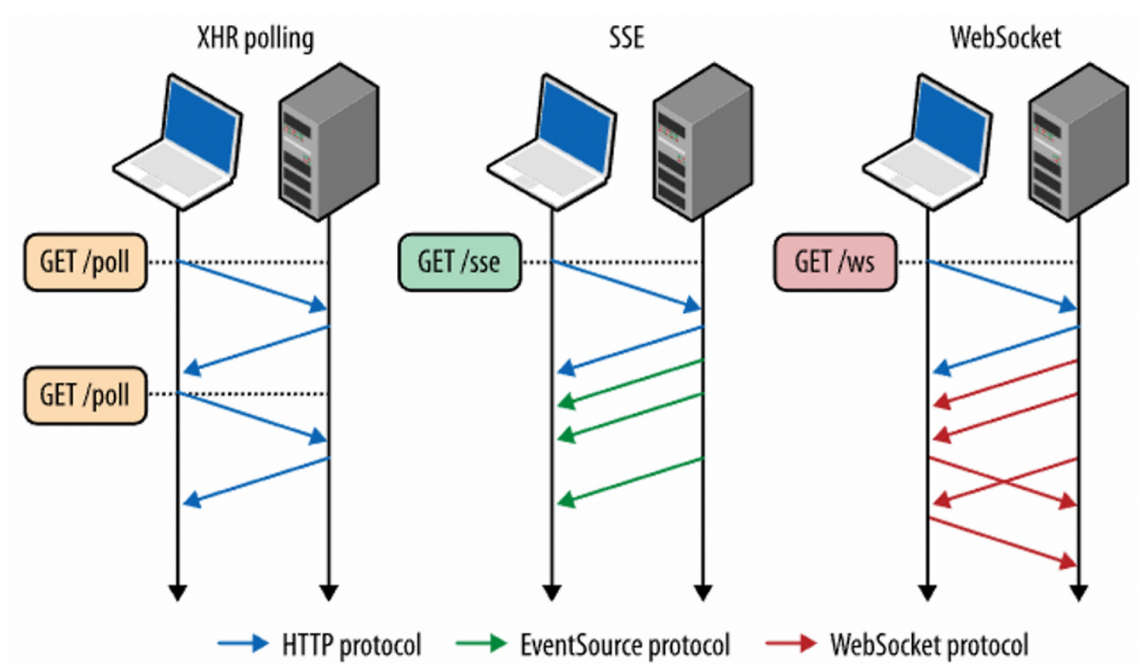 XHR polling
SSE
WebSocket
GET /poll
GET /sse
GET /ws
GET /poll
HTTP protocol
EventSource protocol
WebSocket protocol